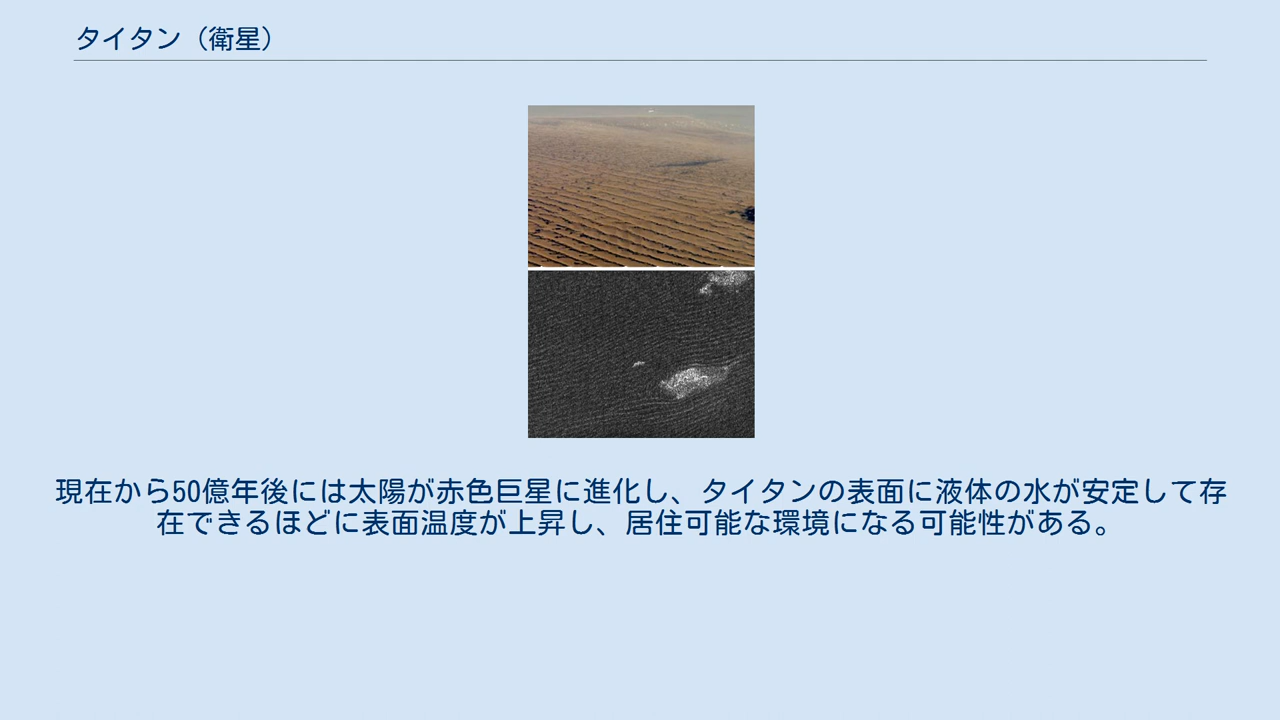 タイタン（衛星）
現在から50億年後には太陽が赤色巨星に進化し、タイタンの表面に液体の水が安定して存
在できるほどに表面温度が上昇し、居住可能な環境になる可能性がある。